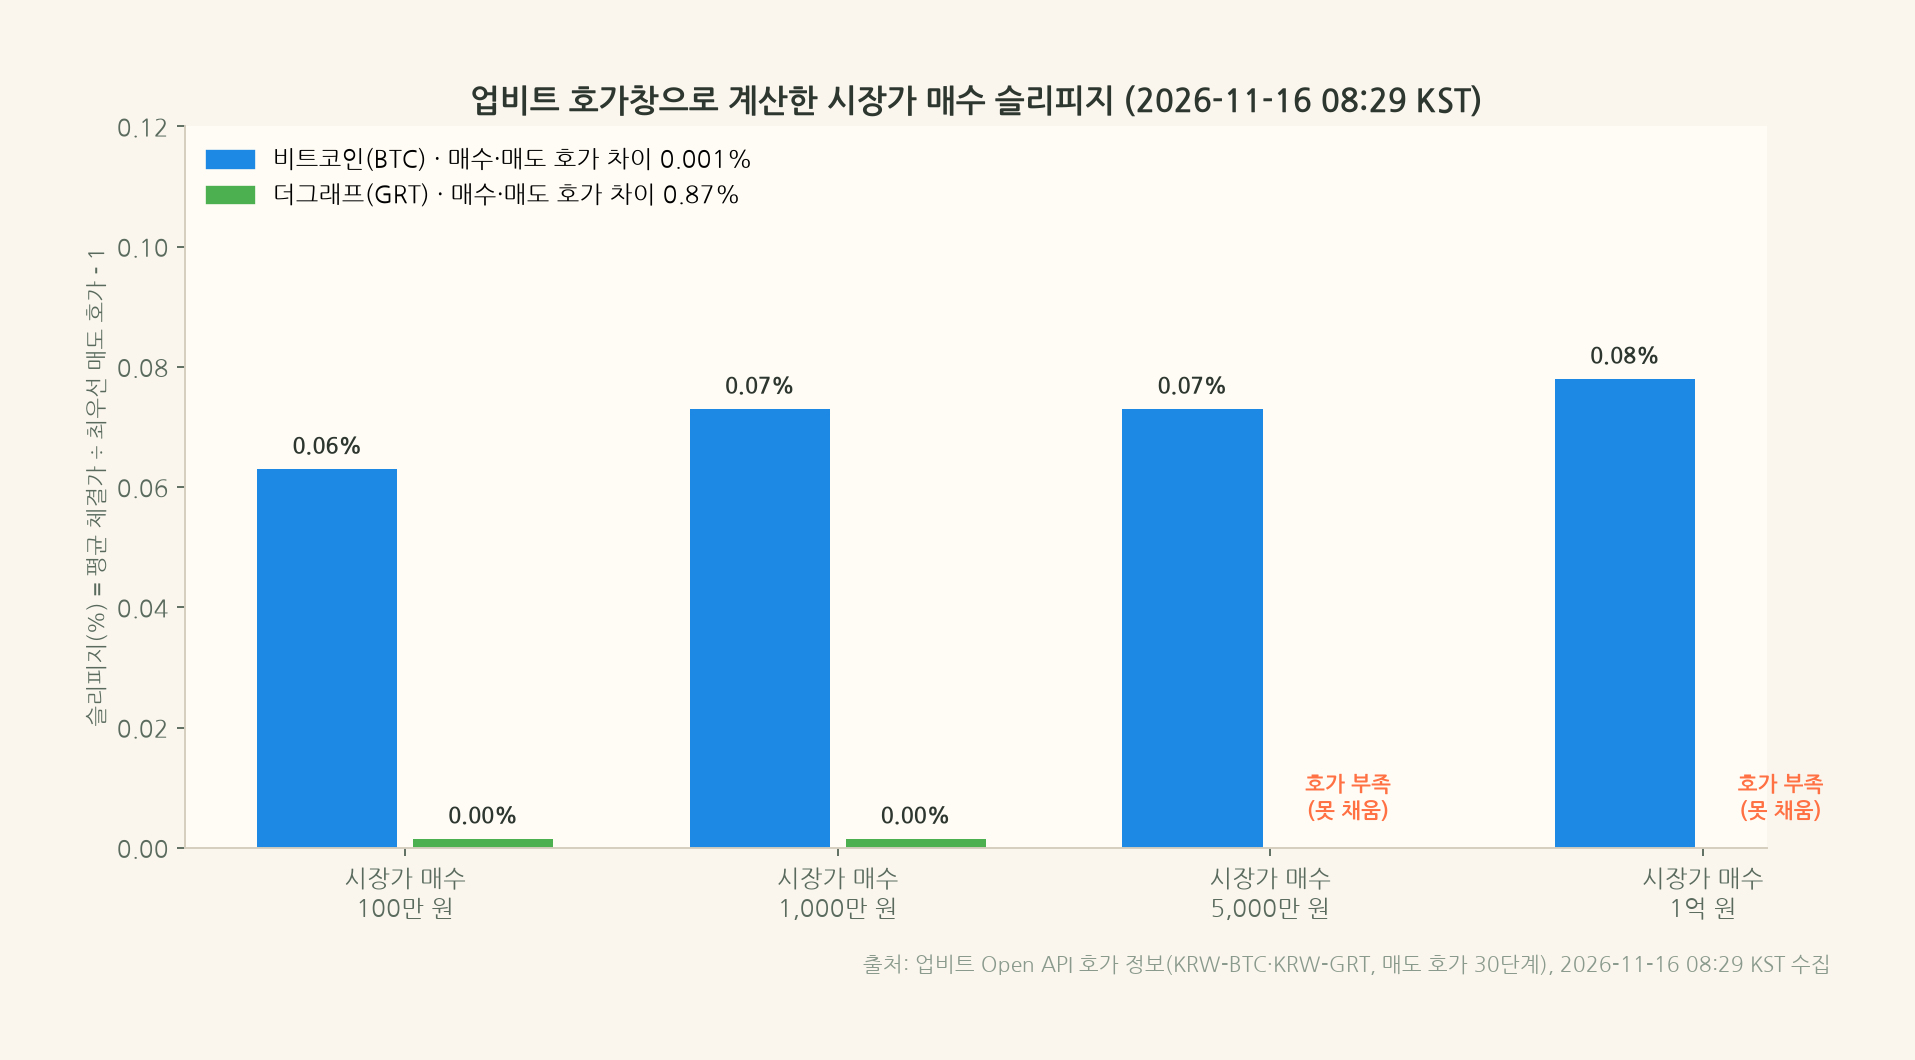 업비트 호가창으로 계산한 시장가 매수 슬리피지 (2026-11-16 08:29 KST)
비트코인(BTC) · 매수·매도 호가 차이 0.001%
더그래프(GRT) · 매수·매도 호가 차이 0.87%
슬리피지(%) = 평균 체결가 ÷ 최우선 매도 호가 - 1
0.12
0.10
0.08
0.06
0.04
0.02
0.00
0.06%
0.00%
0.07%
0.00%
0.07%
호가 부족
(못 채움)
0.08%
호가 부족
(못 채움)
시장가 매수
100만 원
시장가 매수
1,000만 원
시장가 매수
5,000만 원
시장가 매수
1억 원
출처: 업비트 Open API 호가 정보(KRW-BTC·KRW-GRT, 매도 호가 30단계), 2026-11-16 08:29 KST 수집